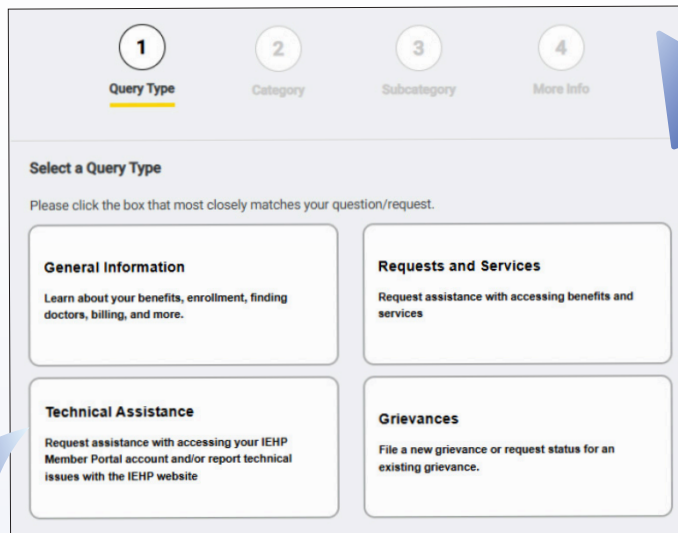 1
2
3
4
Query Type
Category
Subcategory
More Info
Select a Query Type
Please click the box that most closely matches your question/request.
General Information
Learn about your benefits, enrollment, finding
doctors, billing, and more.
Requests and Services
Request assistance with accessing benefits and
services
Technical Assistance
Request assistance with accessing your IEHP
Member Portal account and/or report technical
issues with the IEHP website
Grievances
File a new grievance or request status for an
existing grievance.